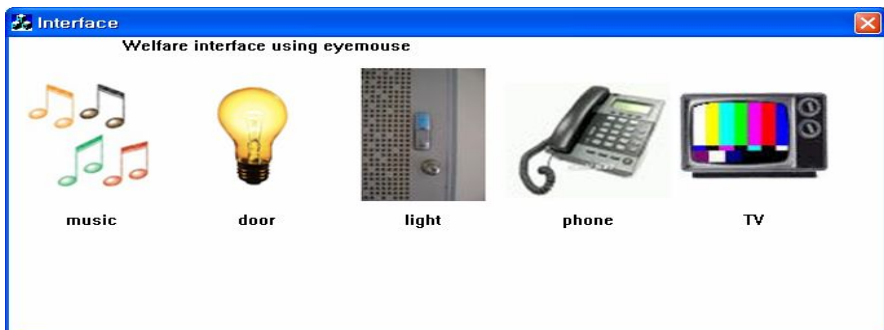 Interface
Welfare interface using eyemouse
music door light phone TV